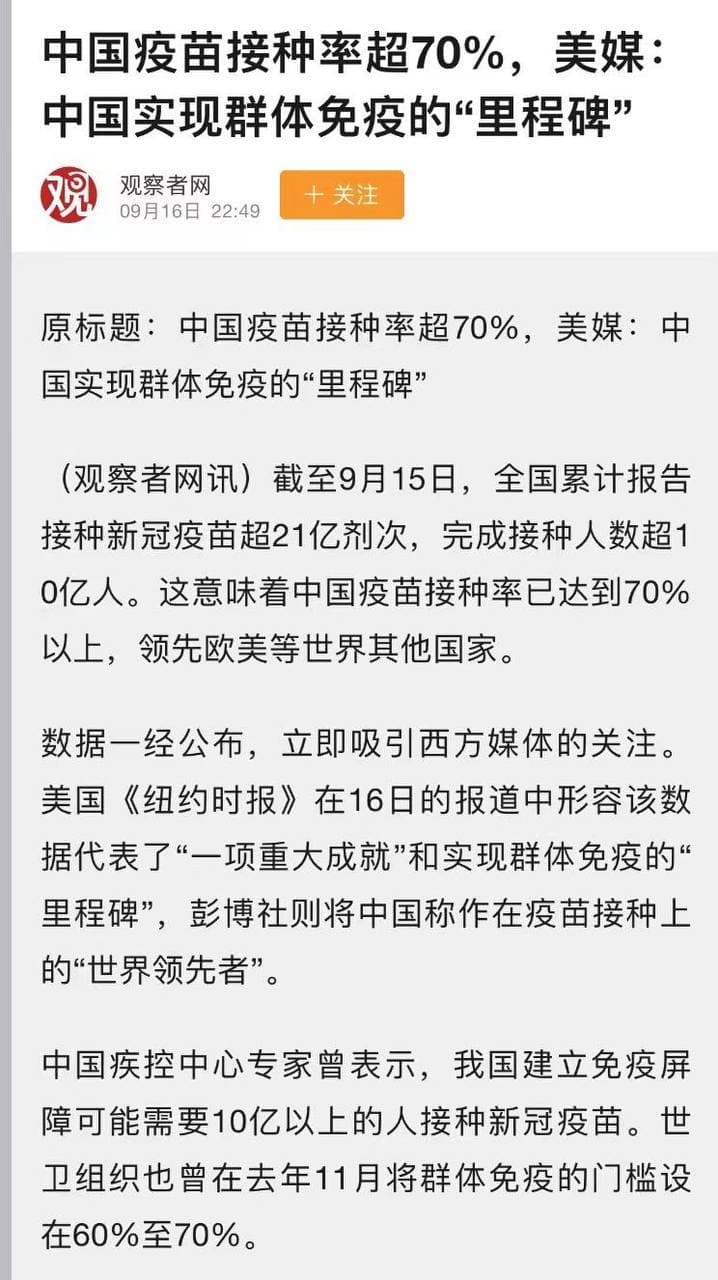 中国疫苗接种率超70%，美媒：
中国实现群体免疫的“里程碑”
观
观察者网
09月16日 22:49
＋ 关注
原标题：中国疫苗接种率超70%，美媒：中
国实现群体免疫的“里程碑”
（观察者网讯）截至9月15日，全国累计报告
接种新冠疫苗超21亿剂次，完成接种人数超1
0亿人。这意味着中国疫苗接种率已达到70%
以上，领先欧美等世界其他国家。
数据一经公布，立即吸引西方媒体的关注。
美国《纽约时报》在16日的报道中形容该数
据代表了“一项重大成就”和实现群体免疫的“
里程碑”，彭博社则将中国称作在疫苗接种上
的“世界领先者”。
中国疾控中心专家曾表示，我国建立免疫屏
障可能需要10亿以上的人接种新冠疫苗。世
卫组织也曾在去年11月将群体免疫的门槛设
在60%至70%。